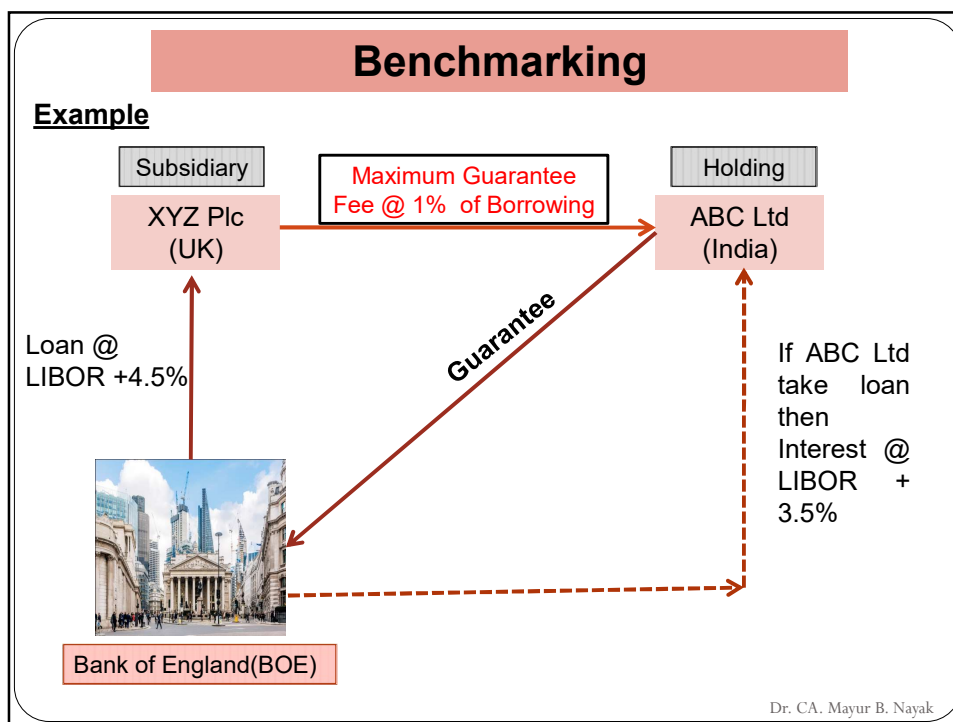 Benchmarking
Example
Subsidiary
Maximum Guarantee
Fee @ 1% of Borrowing
Holding
XYZ Plc
(UK)
ABC Ltd
(India)
Guarantee
Loan @
LIBOR +4.5%
If ABC Ltd
take loan
then
Interest @
LIBOR +
3.5%
Bank of England(BOE)
Dr. CA. Mayur B. Nayak